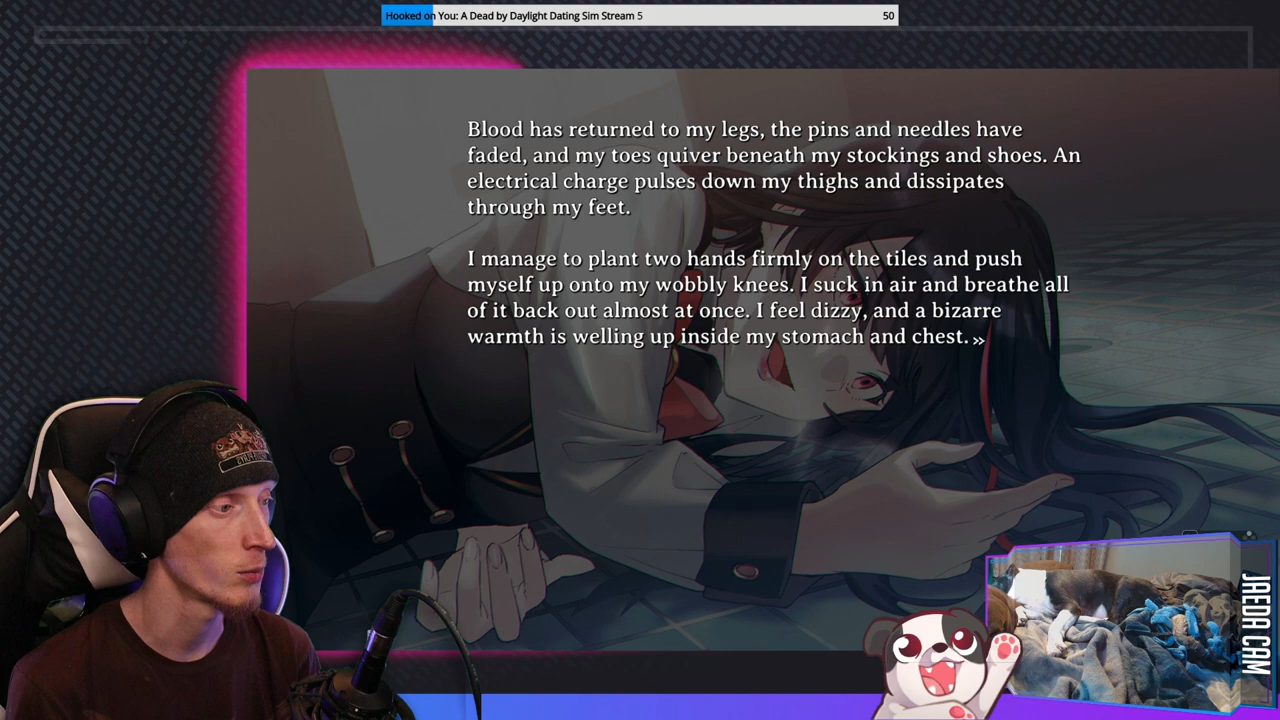 Hooked on You: A Dead by Daylight Dating Sim Stream 5
50
Blood has returned to my legs, the pins and needles have
faded, and my toes quiver beneath my stockings and shoes. An
electrical charge pulses down my thighs and dissipates
through my feet.
I manage to plant two hands firmly on the tiles and push
myself up onto my wobbly knees. I suck in air and breathe all
of it back out almost at once. I feel dizzy, and a bizarre
warmth is welling up inside my stomach and chest. »
JAEDA CAM